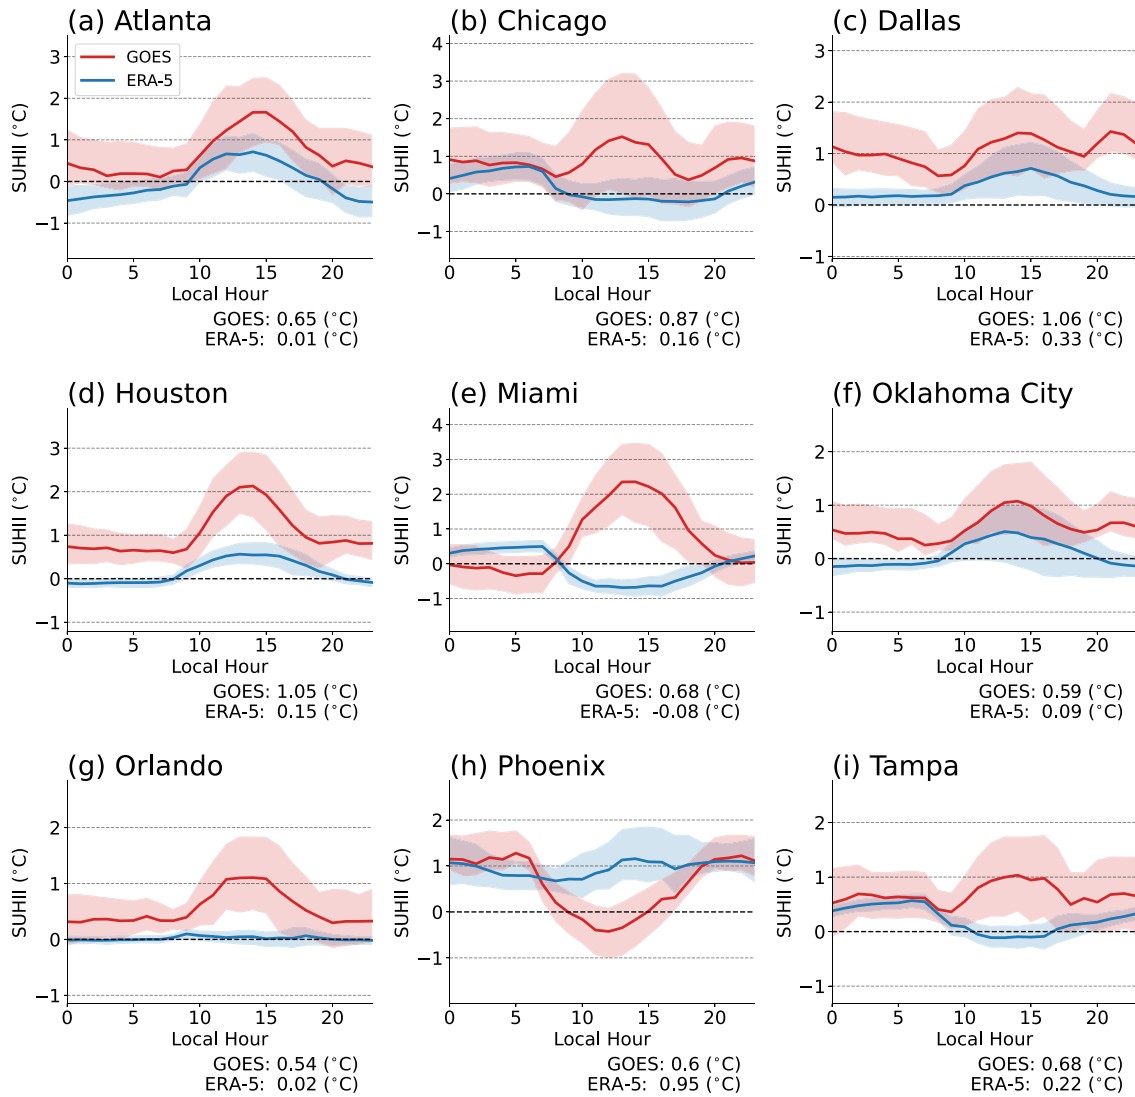 (a) Atlanta
GOES
ERA-5
SUHII (°C)
3
2
1
0
−1
0 5 10 15 20
Local Hour
GOES: 0.65 (°C)
ERA-5: 0.01 (°C)
(b) Chicago
SUHII (°C)
4
3
2
1
0
−1
0 5 10 15 20
Local Hour
GOES: 0.87 (°C)
ERA-5: 0.16 (°C)
(c) Dallas
SUHII (°C)
3
2
1
0
−1
0 5 10 15 20
Local Hour
GOES: 1.06 (°C)
ERA-5: 0.33 (°C)
(d) Houston
SUHII (°C)
3
2
1
0
−1
0 5 10 15 20
Local Hour
GOES: 1.05 (°C)
ERA-5: 0.15 (°C)
(e) Miami
SUHII (°C)
4
3
2
1
0
−1
0 5 10 15 20
Local Hour
GOES: 0.68 (°C)
ERA-5: -0.08 (°C)
(f) Oklahoma City
SUHII (°C)
2
1
0
−1
0 5 10 15 20
Local Hour
GOES: 0.59 (°C)
ERA-5: 0.09 (°C)
(g) Orlando
SUHII (°C)
2
1
0
−1
0 5 10 15 20
Local Hour
GOES: 0.54 (°C)
ERA-5: 0.02 (°C)
(h) Phoenix
SUHII (°C)
2
1
0
−1
0 5 10 15 20
Local Hour
GOES: 0.6 (°C)
ERA-5: 0.95 (°C)
(i) Tampa
SUHII (°C)
2
1
0
−1
0 5 10 15 20
Local Hour
GOES: 0.68 (°C)
ERA-5: 0.22 (°C)